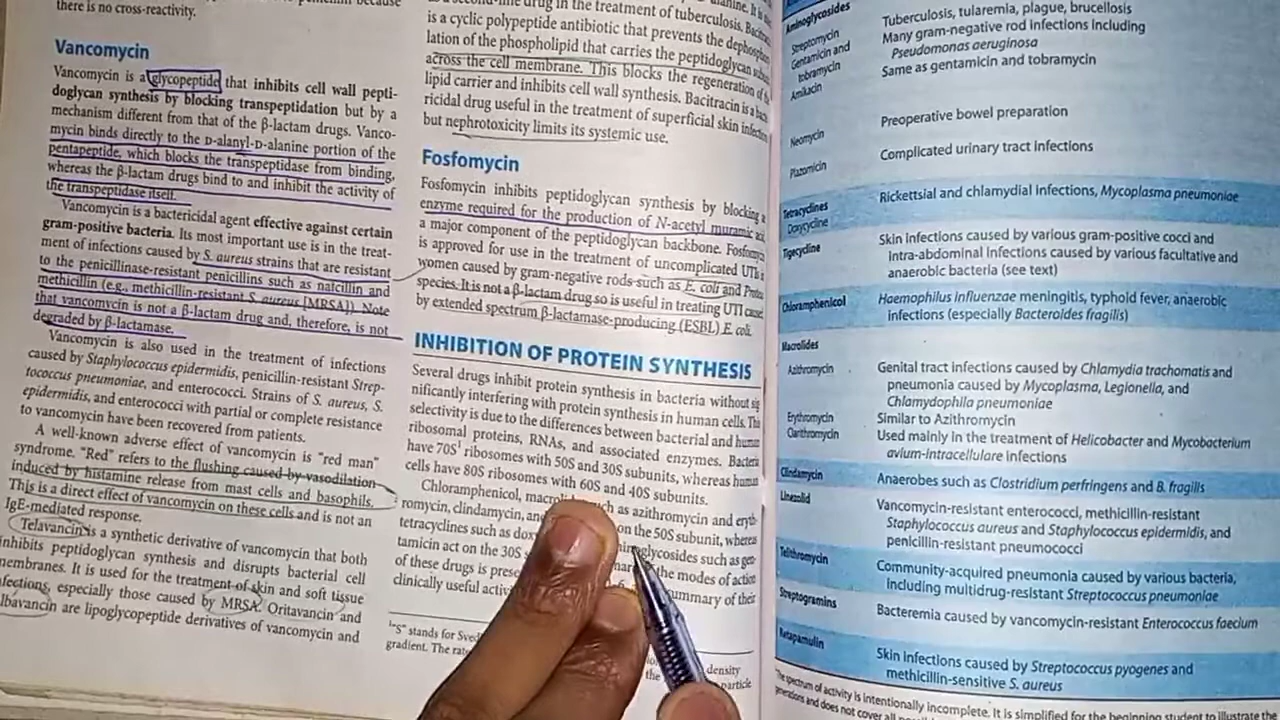 there is no cross-reactivity.
Vancomycin
Vancomycin is a glycopeptide that inhibits cell wall pepti-
doglycan synthesis by blocking transpeptidation but by a
mechanism different from that of the β-lactam drugs. Vanco-
mycin binds directly to the D-alanyl-D-alanine portion of the
pentapeptide, which blocks the transpeptidase from binding,
whereas the β-lactam drugs bind to and inhibit the activity of
the transpeptidase itself.
Vancomycin is a bactericidal agent effective against certain
gram-positive bacteria. Its most important use is in the treat-
ment of infections caused by S. aureus strains that are resistant
to the penicillinase-resistant penicillins such as nafcillin and
methicillin (e.g., methicillin-resistant S. aureus [MRSA]). Note
that vancomycin is not a β-lactam drug and, therefore, is not
degraded by β-lactamase.
Vancomycin is also used in the treatment of infections
caused by Staphylococcus epidermidis, penicillin-resistant Strep-
tococcus pneumoniae, and enterococci. Strains of S. aureus, S.
epidermidis, and enterococci with partial or complete resistance
to vancomycin have been recovered from patients.
A well-known adverse effect of vancomycin is "red man"
syndrome. "Red" refers to the flushing caused by vasodilation
induced by histamine release from mast cells and basophils.
This is a direct effect of vancomycin on these cells and is not an
IgE-mediated response.
Telavancin is a synthetic derivative of vancomycin that both
inhibits peptidoglycan synthesis and disrupts bacterial cell
membranes. It is used for the treatment of skin and soft tissue
infections, especially those caused by MRSA. Oritavancin and
lbavancin are lipoglycopeptide derivatives of vancomycin and
drug in the treatment of tuberculosis.
is a cyclic polypeptide antibiotic that prevents the
lation of the phospholipid that carries the peptidoglycan
across the cell membrane. This blocks the regeneration of the
lipid carrier and inhibits cell wall synthesis. Bacitracin is a
ricidal drug useful in the treatment of superficial skin
but nephrotoxicity limits its systemic use.
Fosfomycin
Fosfomycin inhibits peptidoglycan synthesis by blocking a
enzyme required for the production of N-acetyl muramic
a major component of the peptidoglycan backbone.
is approved for use in the treatment of uncomplicated UTIs
women caused by gram-negative rods such as E. coli and
species. It is not a β-lactam drug so is useful in treating UTI
by extended spectrum β-lactamase-producing (ESBL) E. coli.
INHIBITION OF PROTEIN SYNTHESIS
Several drugs inhibit protein synthesis in bacteria without sig
nificantly interfering with protein synthesis in human cells. This
selectivity is due to the differences between bacterial and human
ribosomal proteins, RNAs, and associated enzymes. Bacteria
have 70S¹ ribosomes with 50S and 30S subunits, whereas human
cells have 80S ribosomes with 60S and 40S subunits.
Chloramphenicol, such as azithromycin and eryth-
romycin, clindamycin, and on the 50S subunit, whereas
tetracyclines such as glycosides such as gen-
tamicin act on the 30S the modes of action
of these drugs is summary of their
clinically useful
¹"S" stands for density
gradient. The particle
Aminoglycosides
Streptomycin Tuberculosis, tularemia, plague, brucellosis
Gentamicin and Many gram-negative rod infections including
tobramycin Pseudomonas aeruginosa
Amikacin Same as gentamicin and tobramycin
Neomycin Preoperative bowel preparation
Plazomicin Complicated urinary tract infections
Tetracyclines
Doxycycline Rickettsial and chlamydial infections, Mycoplasma pneumoniae
Tigecycline Skin infections caused by various gram-positive cocci and
intra-abdominal infections caused by various facultative and
anaerobic bacteria (see text)
Chloramphenicol Haemophilus influenzae meningitis, typhoid fever, anaerobic
infections (especially Bacteroides fragilis)
Macrolides
Azithromycin Genital tract infections caused by Chlamydia trachomatis and
pneumonia caused by Mycoplasma, Legionella, and
Chlamydophila pneumoniae
Erythromycin Similar to Azithromycin
Clarithromycin Used mainly in the treatment of Helicobacter and Mycobacterium
avium-intracellulare infections
Clindamycin Anaerobes such as Clostridium perfringens and B. fragilis
Linezolid Vancomycin-resistant enterococci, methicillin-resistant
Staphylococcus aureus and Staphylococcus epidermidis, and
penicillin-resistant pneumococci
Telithromycin Community-acquired pneumonia caused by various bacteria,
including multidrug-resistant Streptococcus pneumoniae
Streptogramins Bacteremia caused by vancomycin-resistant Enterococcus faecium
Retapamulin Skin infections caused by Streptococcus pyogenes and
methicillin-sensitive S. aureus
The spectrum of activity is intentionally incomplete. It is simplified for the beginning student to illustrate the
generations and does not cover all